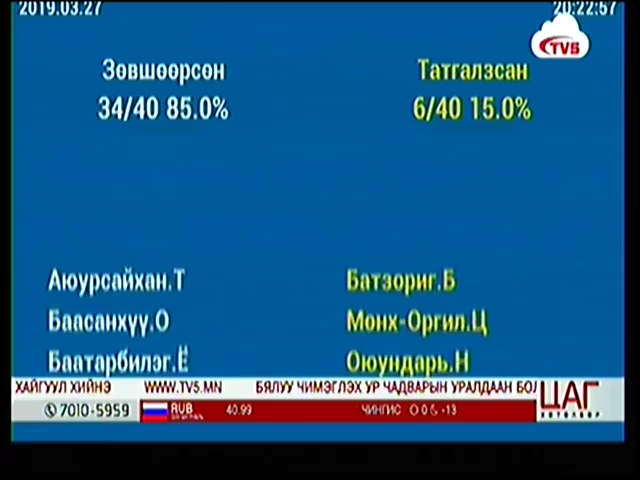 2019.03.27 20:22:57
TV5
Зөвшөөрсөн Татгалзсан
34/40 85.0% 6/40 15.0%
Аюурсайхан.Т Батзориг.Б
Баасанхүү.О Мөнх-Оргил.Ц
Баатарбилэг.Ё Оюундарь.Н
ХАЙГУУЛ ХИЙНЭ WWW.TV5.MN БЯЛУУ ЧИМЭГЛЭХ УР ЧАДВАРЫН УРАЛДААН БОЛ
ЦАГ
7010-5959 RUB 40.99 ЧИНГИС